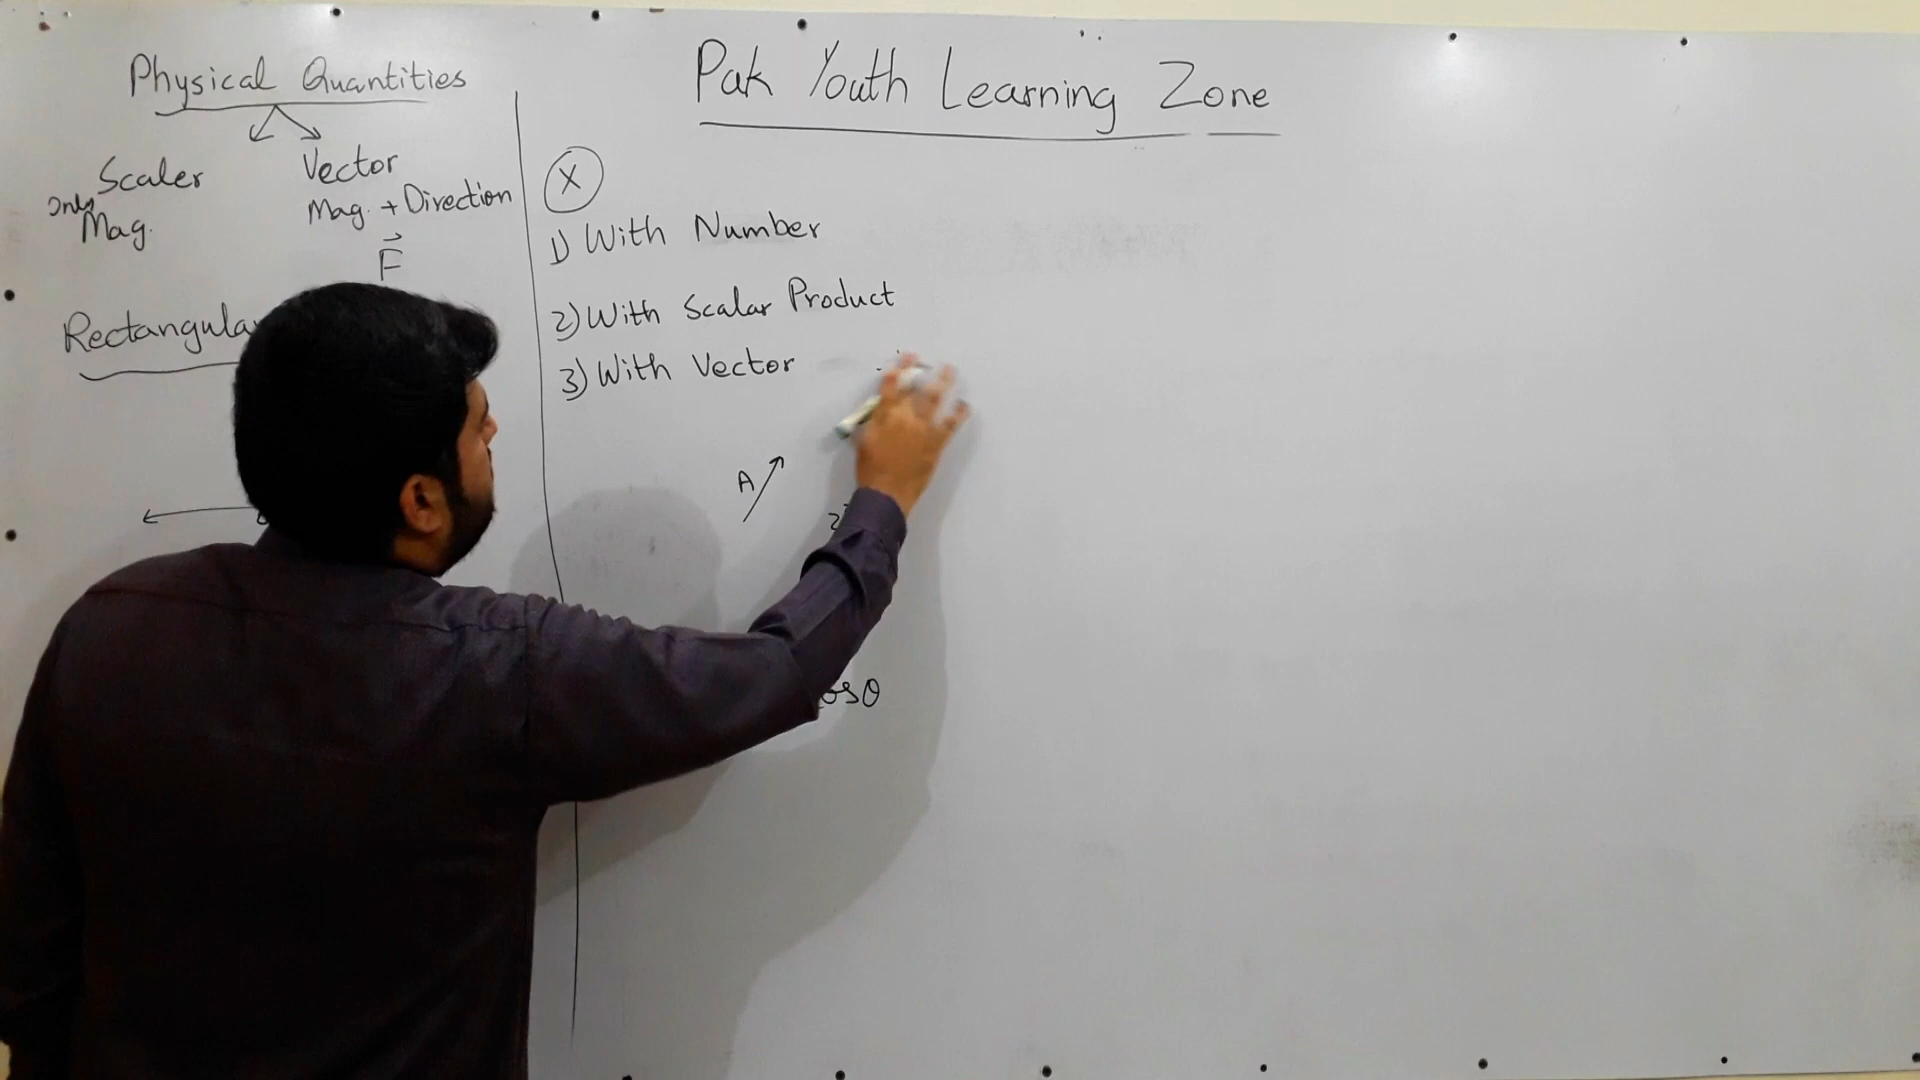 Pak Youth Learning Zone
Physical Quantities
Scaler
Only
Mag.
Vector
Mag. + Direction
F
Rectangular
X
1) With Number
2) With Scalar Product
3) With Vector
A
osθ